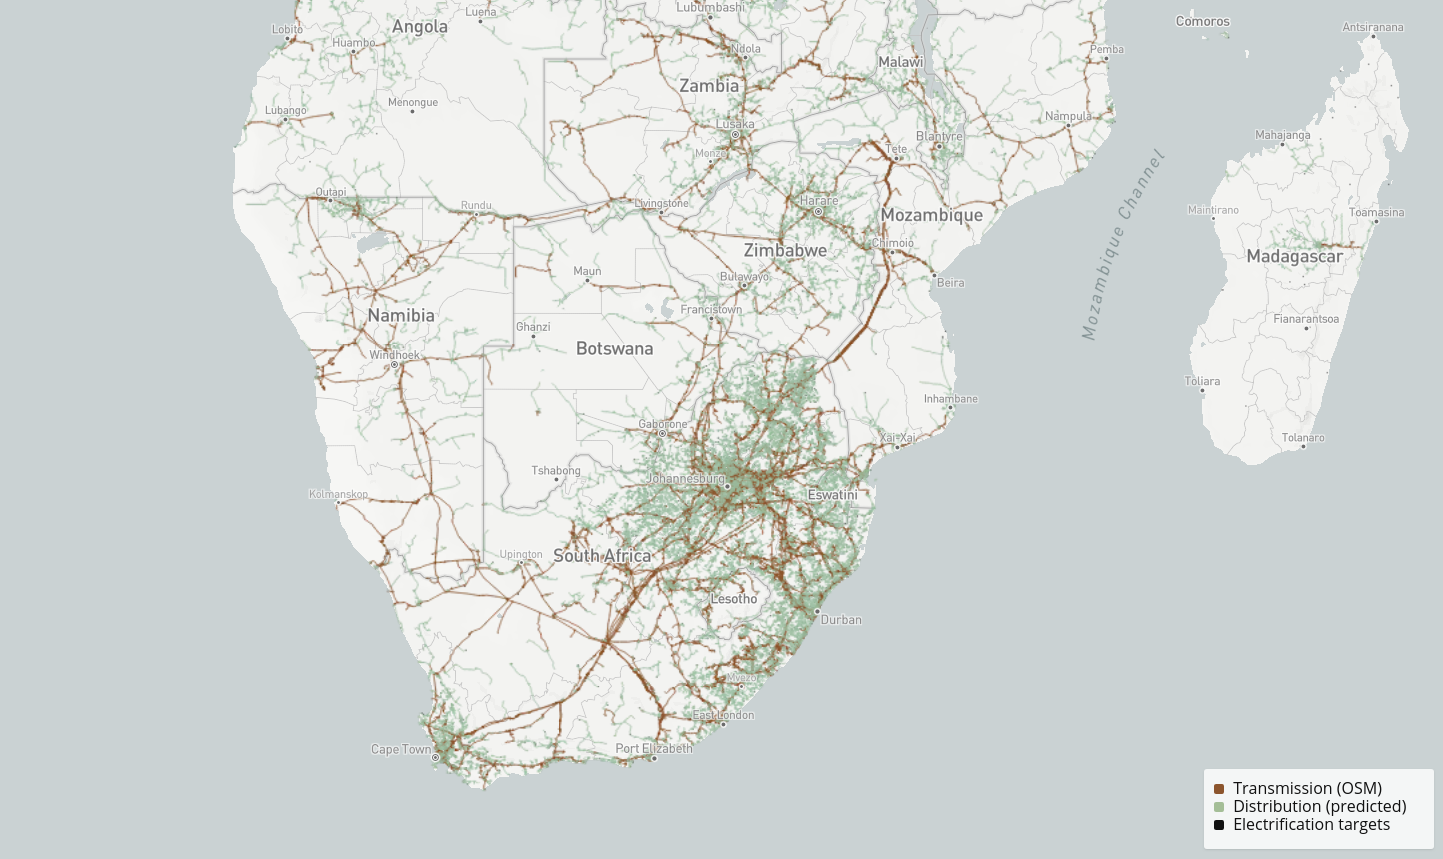 Luena
Lubumbashi
Comoros
Angola
Lobito
Antsiranana
Huambo
Ndola
Pemba
Malawi
Zambia
Menongue
Lubango
Nampula
Lusaka
Blantyre
Mahajanga
Monze
Tete
Outapi
Rundu
Livingstone
Harare
Mozambique
Mozambique Channel
Maintirano
Toamasina
Chimoio
Zimbabwe
Madagascar
Maun
Bulawayo
Beira
Namibia
Francistown
Fianarantsoa
Ghanzi
Botswana
Windhoek
Toliara
Inhambane
Gaborone
Xai-Xai
Tolanaro
Tshabong
Johannesburg
Kolmanskop
Eswatini
Upington
South Africa
Lesotho
Durban
Mvezo
East London
Cape Town
Port Elizabeth
Transmission (OSM)
Distribution (predicted)
Electrification targets